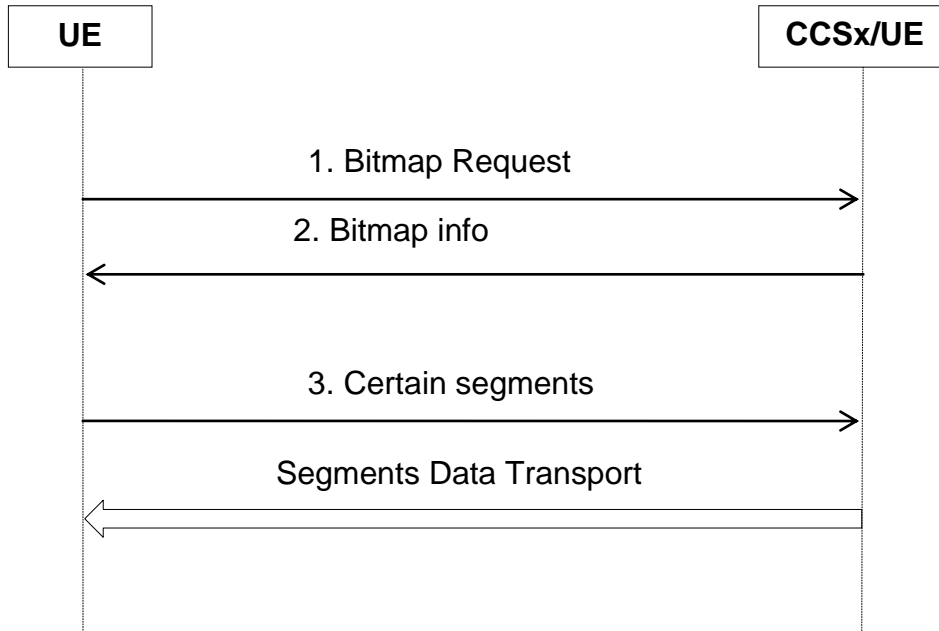 UE
CCSx/UE
1. Bitmap Request
2. Bitmap info
3. Certain segments
Segments Data Transport